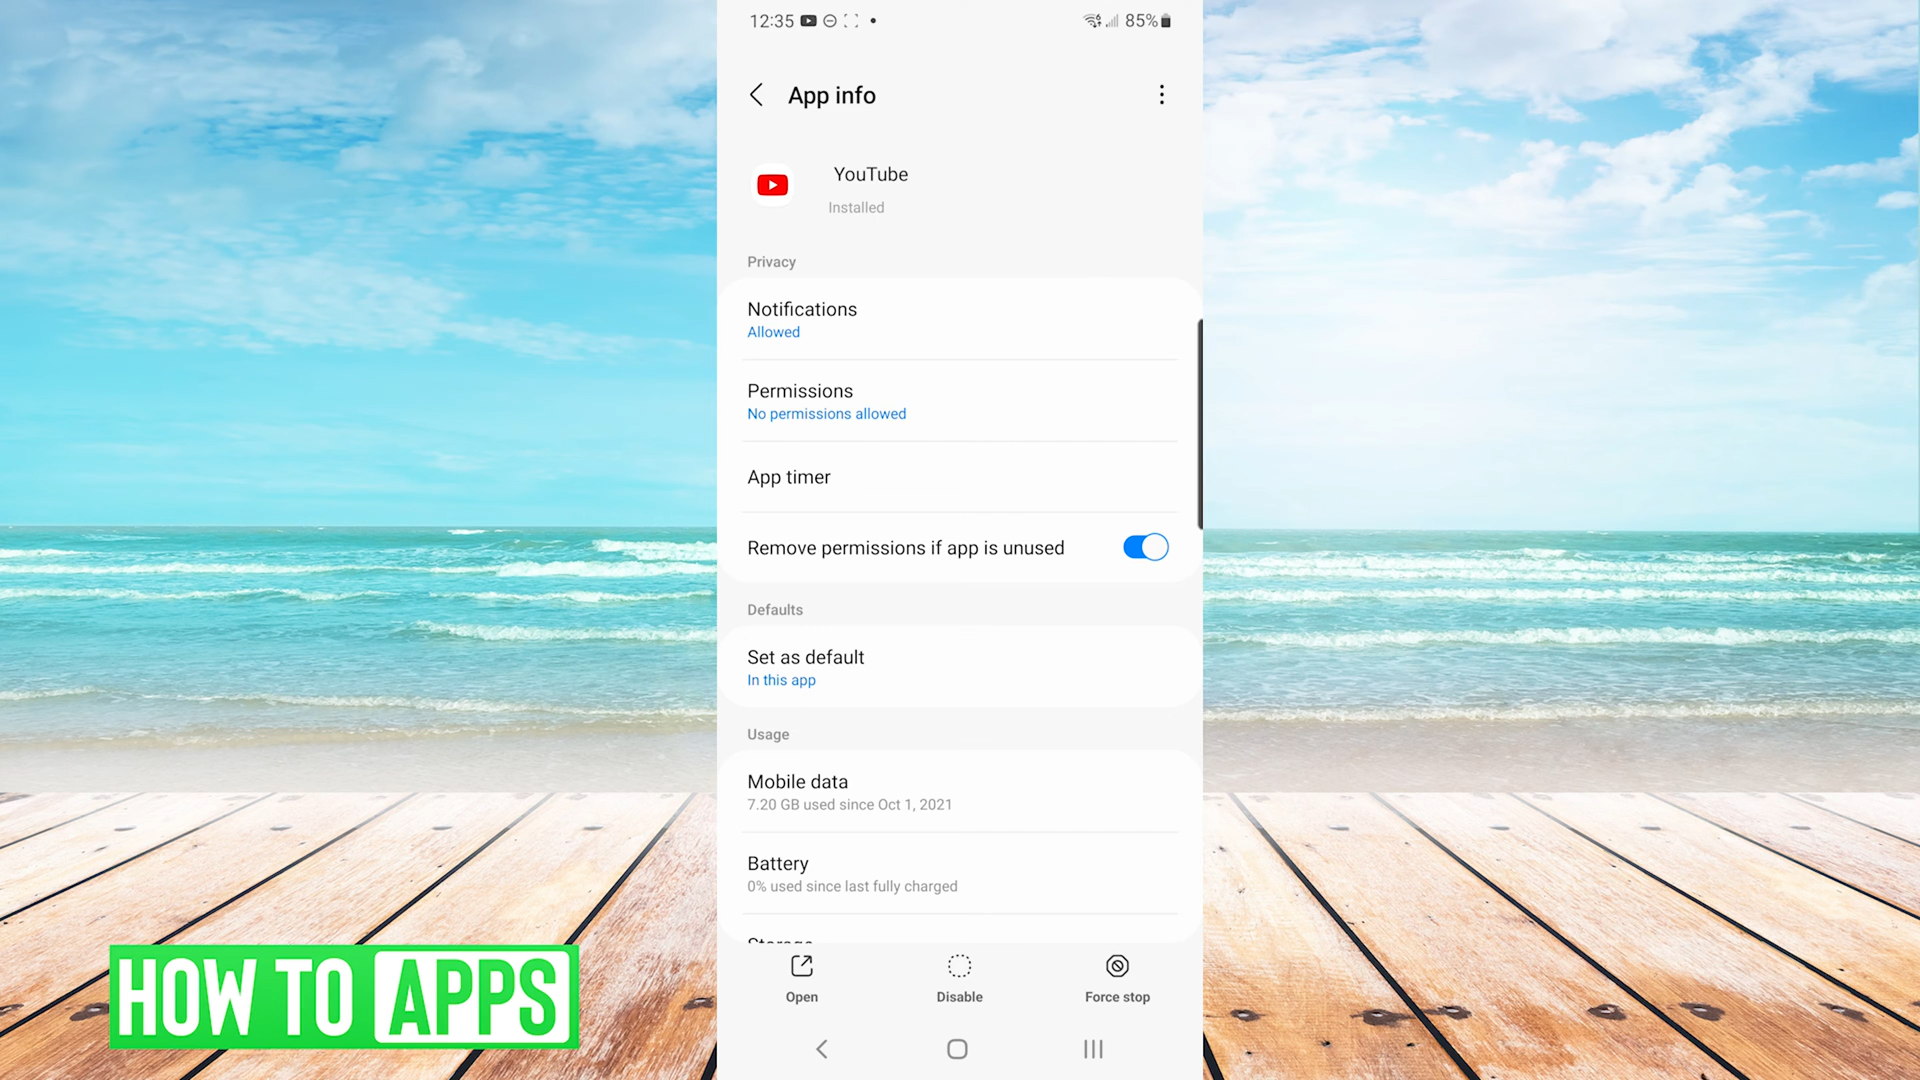 12:35
85%
App info
YouTube
Installed
Privacy
Notifications
Allowed
Permissions
No permissions allowed
App timer
Remove permissions if app is unused
Defaults
Set as default
In this app
Usage
Mobile data
7.20 GB used since Oct 1, 2021
Battery
0% used since last fully charged
Storage
Open
Disable
Force stop
HOW TO APPS